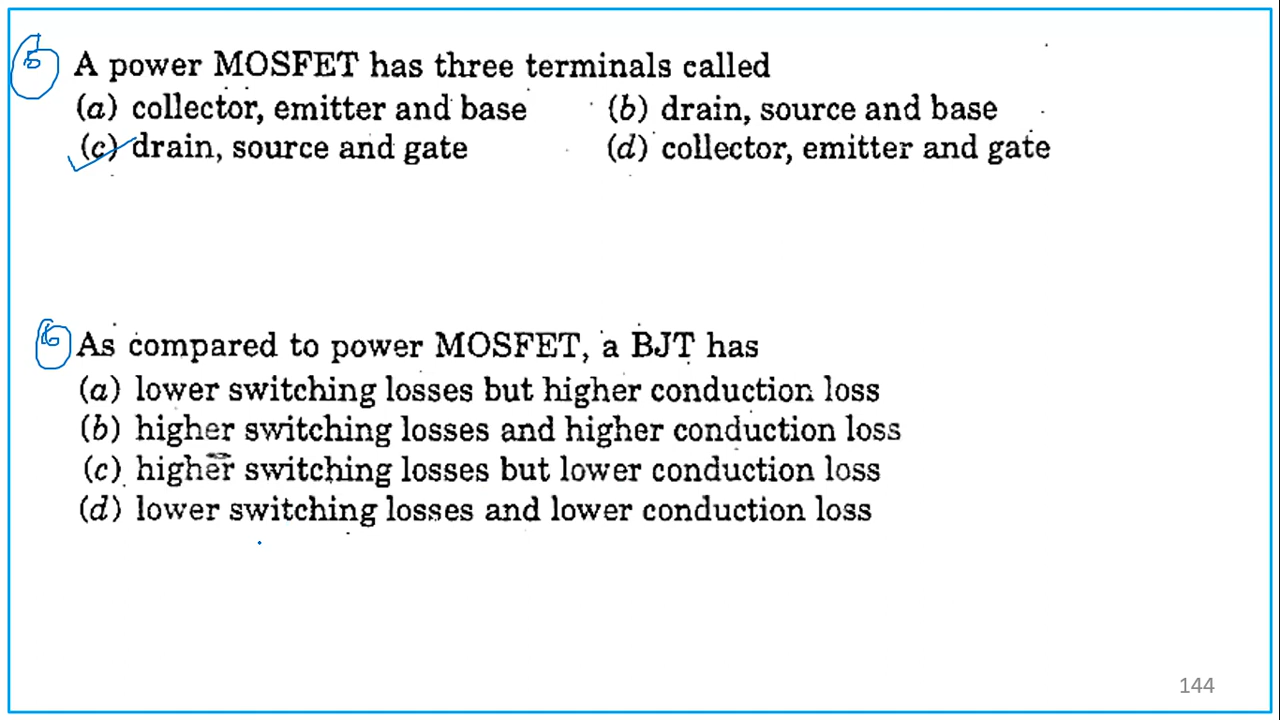 5 A power MOSFET has three terminals called
(a) collector, emitter and base (b) drain, source and base
(c) drain, source and gate (d) collector, emitter and gate
6 As compared to power MOSFET, a BJT has
(a) lower switching losses but higher conduction loss
(b) higher switching losses and higher conduction loss
(c) higher switching losses but lower conduction loss
(d) lower switching losses and lower conduction loss
144